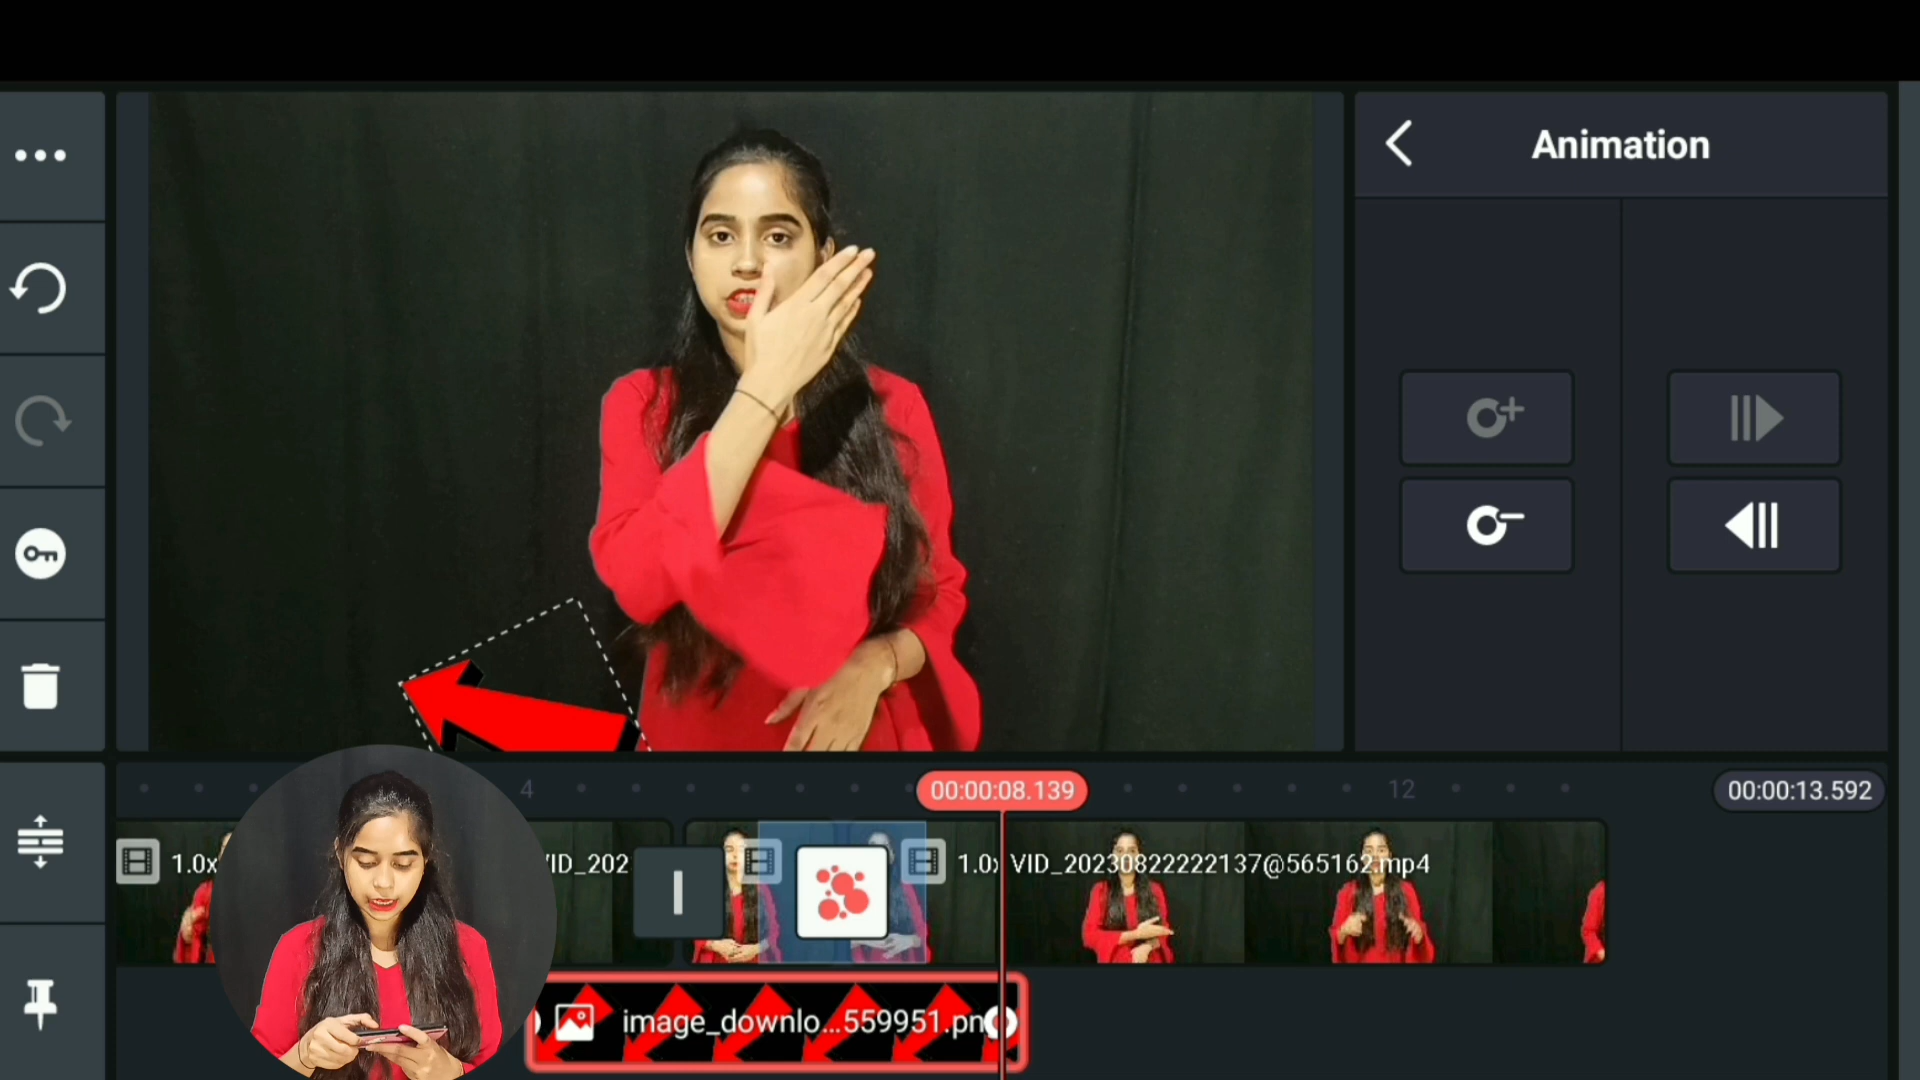 Animation
4
00:00:08.139
12
00:00:13.592
1.0x
VID_202
1.0x
VID_20230822222137@565162.mp4
image_downlo...559951.pn